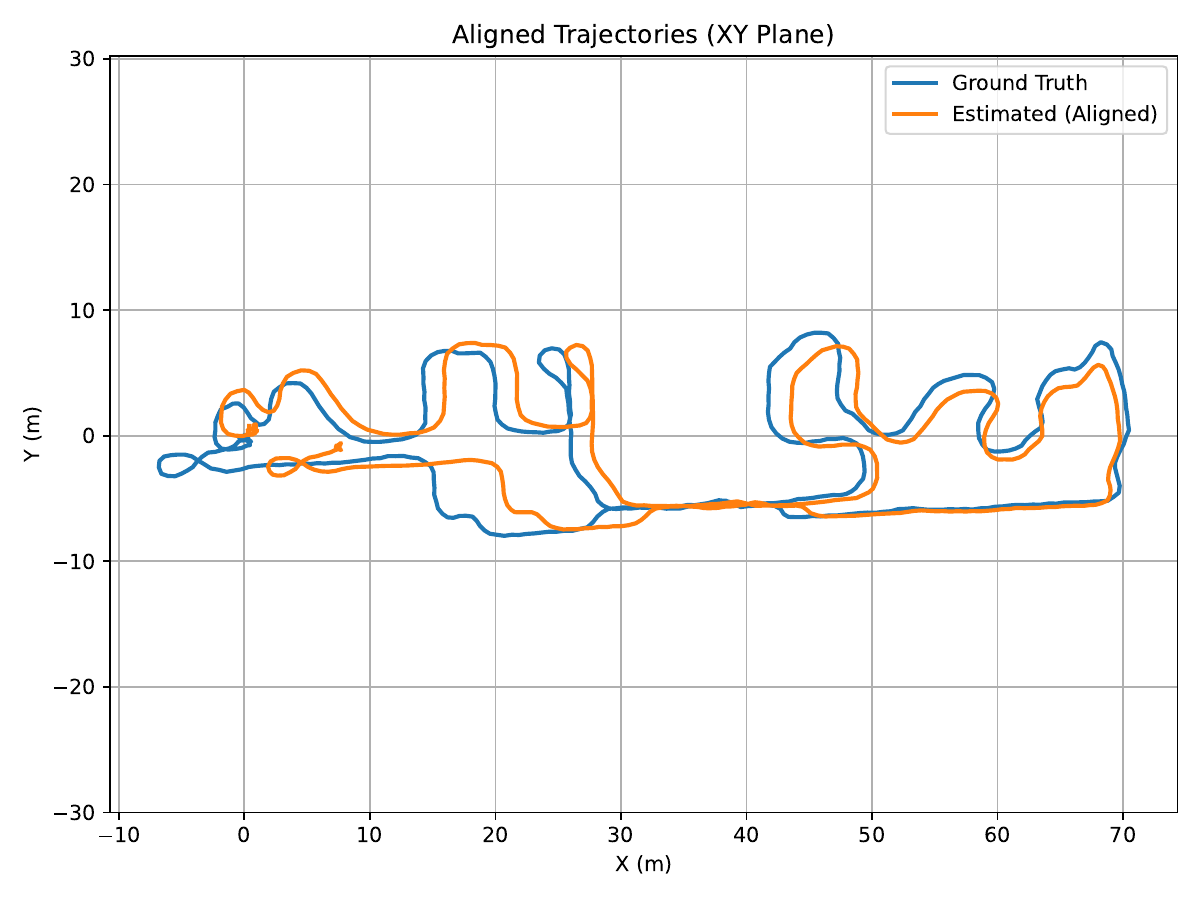 Aligned Trajectories (XY Plane)
Ground Truth
Estimated (Aligned)
30
20
10
0
−10
−20
−30
Y (m)
−10 0 10 20 30 40 50 60 70
X (m)